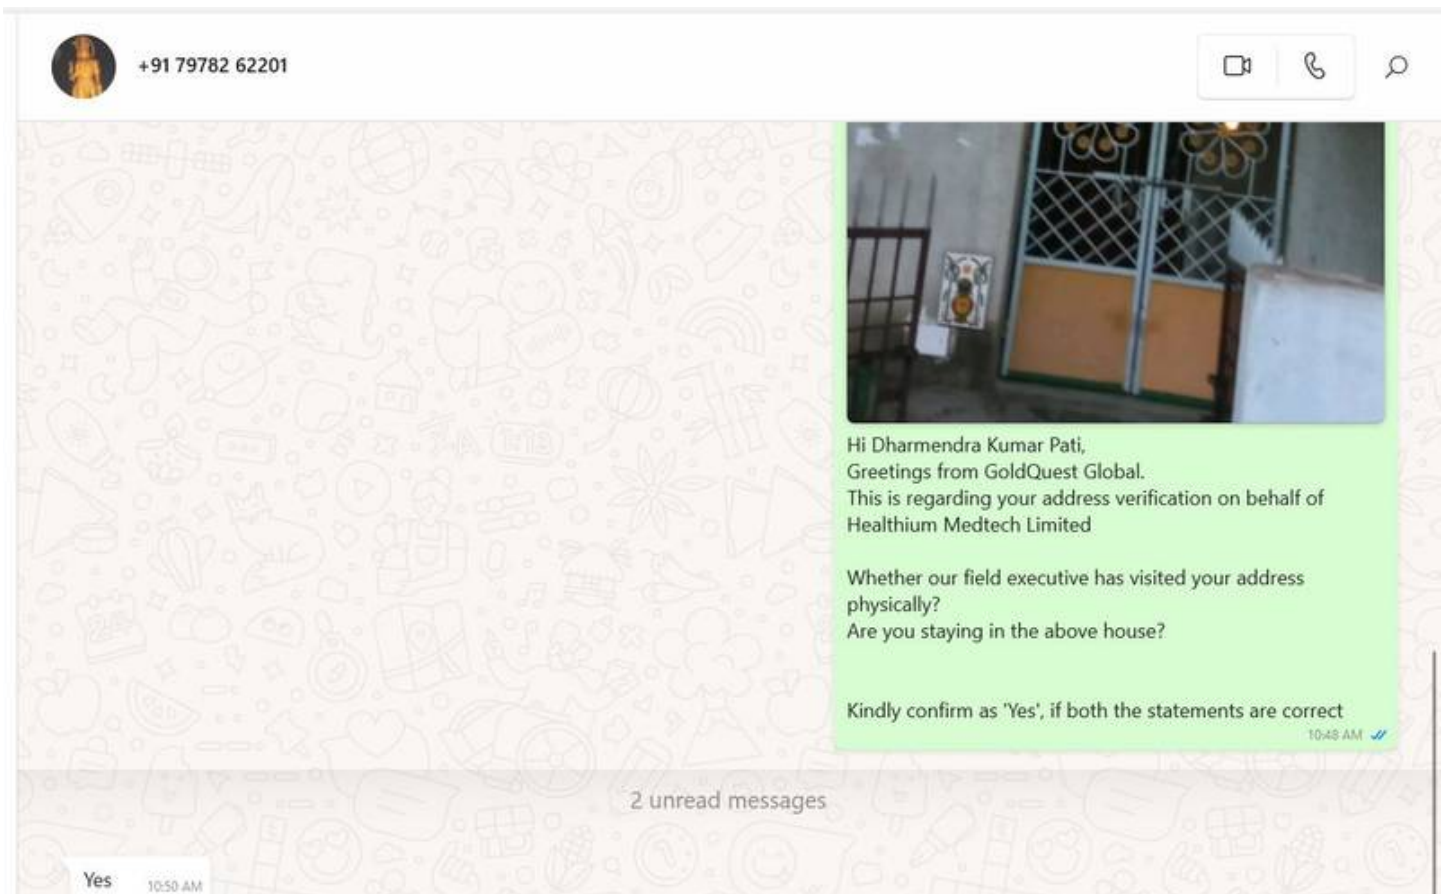 +91 79782 62201
Hi Dharmendra Kumar Pati,
Greetings from GoldQuest Global.
This is regarding your address verification on behalf of
Healthium Medtech Limited
Whether our field executive has visited your address
physically?
Are you staying in the above house?
Kindly confirm as 'Yes', if both the statements are correct
10:48 AM
2 unread messages
Yes 10:50 AM